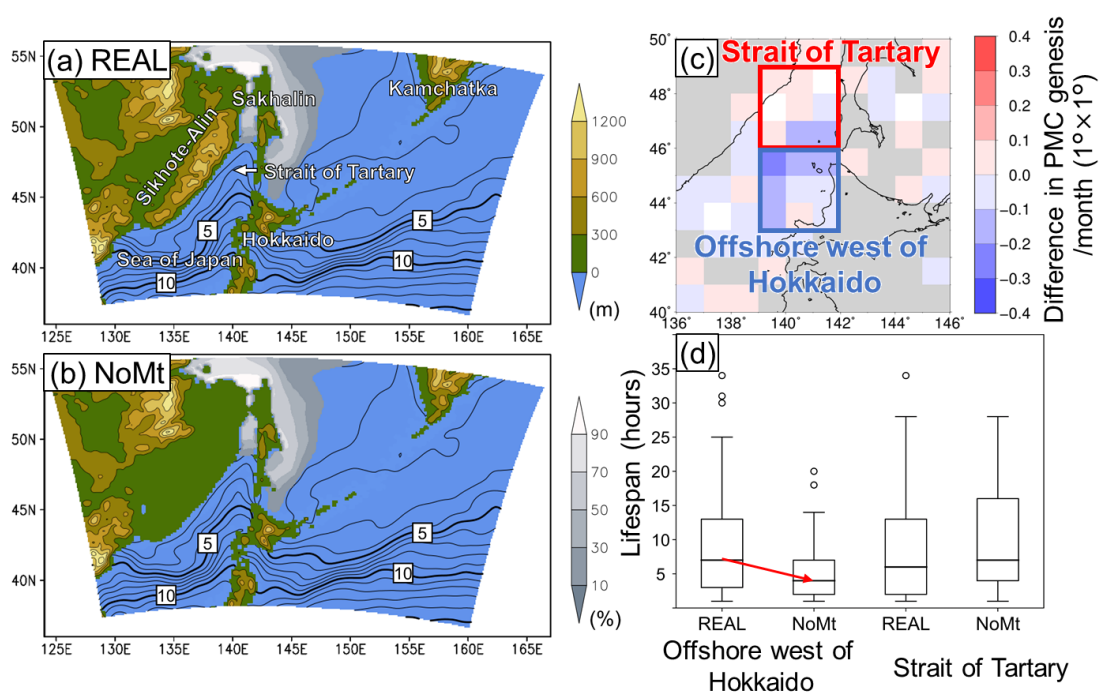 (a) REAL
55N
50N
45N
40N
125E
130E
135E
140E
145E
150E
155E
160E
165E
Sakhalin
Kamchatka
Sikhote-Alin
Strait of Tartary
Hokkaido
Sea of Japan
5
5
10
10
1200
900
600
300
0
(m)
(b) NoMt
55N
50N
45N
40N
125E
130E
135E
140E
145E
150E
155E
160E
165E
5
5
10
10
90
70
50
30
10
(%)
(c)
Strait of Tartary
Offshore west of
Hokkaido
50°
48°
46°
44°
42°
40°
136°
138°
140°
142°
144°
146°
0.4
0.3
0.2
0.1
0.0
−0.1
−0.2
−0.3
−0.4
Difference in PMC genesis
/month (1°×1°)
(d)
Lifespan (hours)
35
30
25
20
15
10
5
REAL
NoMt
REAL
NoMt
Offshore west of
Hokkaido
Strait of Tartary